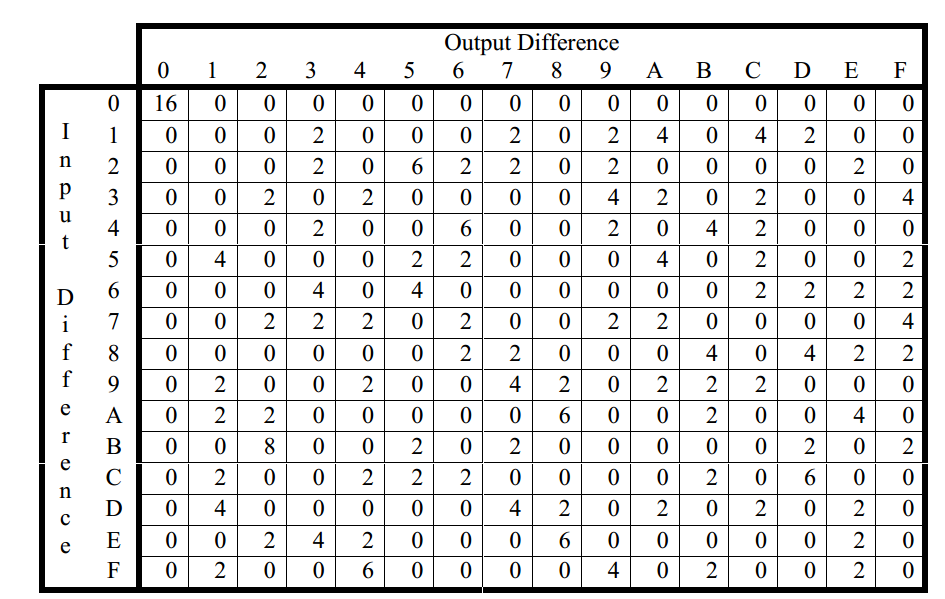 Output Difference
0 1 2 3 4 5 6 7 8 9 A B C D E F
Input Difference
0 16 0 0 0 0 0 0 0 0 0 0 0 0 0 0 0
1 0 0 0 2 0 0 0 2 0 2 4 0 4 2 0 0
2 0 0 0 2 0 6 2 2 0 2 0 0 0 0 2 0
3 0 0 2 0 2 0 0 0 0 4 2 0 2 0 0 4
4 0 0 0 2 0 0 6 0 0 2 0 4 2 0 0 0
5 0 4 0 0 0 2 2 0 0 0 4 0 2 0 0 2
6 0 0 0 4 0 4 0 0 0 0 0 0 2 2 2 2
7 0 0 2 2 2 0 2 0 0 2 2 0 0 0 0 4
8 0 0 0 0 0 0 2 2 0 0 0 4 0 4 2 2
9 0 2 0 0 2 0 0 4 2 0 2 2 2 0 0 0
A 0 2 2 0 0 0 0 0 6 0 0 2 0 0 4 0
B 0 0 8 0 0 2 0 2 0 0 0 0 0 2 0 2
C 0 2 0 0 2 2 2 0 0 0 0 2 0 6 0 0
D 0 4 0 0 0 0 0 4 2 0 2 0 2 0 2 0
E 0 0 2 4 2 0 0 0 6 0 0 0 0 0 2 0
F 0 2 0 0 6 0 0 0 0 4 0 2 0 0 2 0